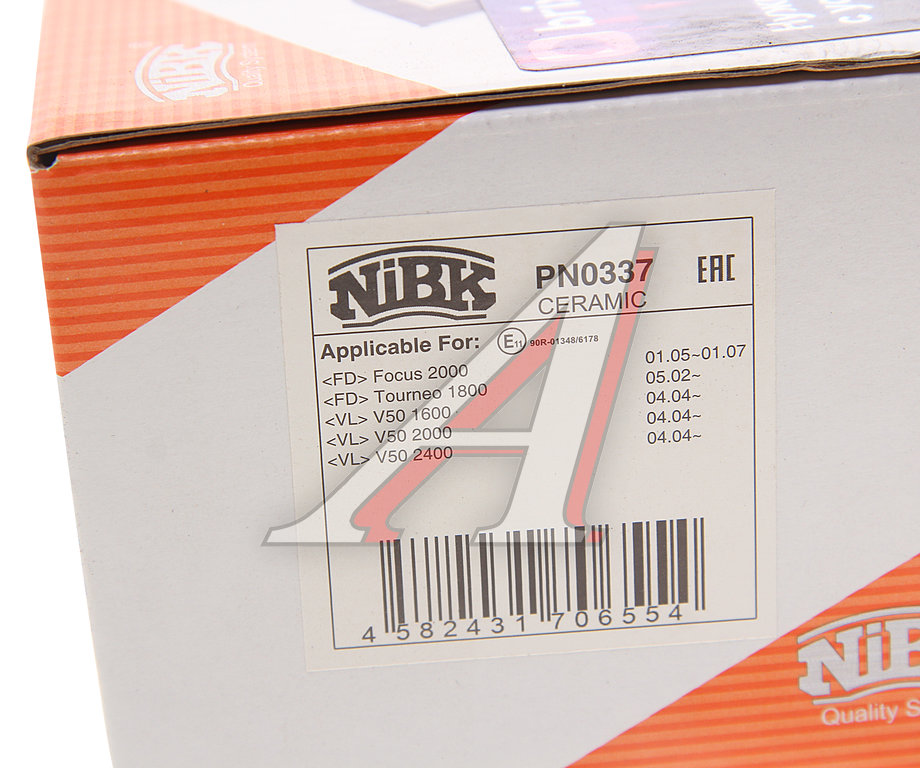 NiBK
Quality System
NiBK PN0337
CERAMIC
EAC
Applicable For: E11 90R-01348/6178
<FD> Focus 2000 01.05~01.07
<FD> Tourneo 1800 05.02~
<VL> V50 1600 04.04~
<VL> V50 2000 04.04~
<VL> V50 2400 04.04~
4 582431 706554
NiBK
Quality S